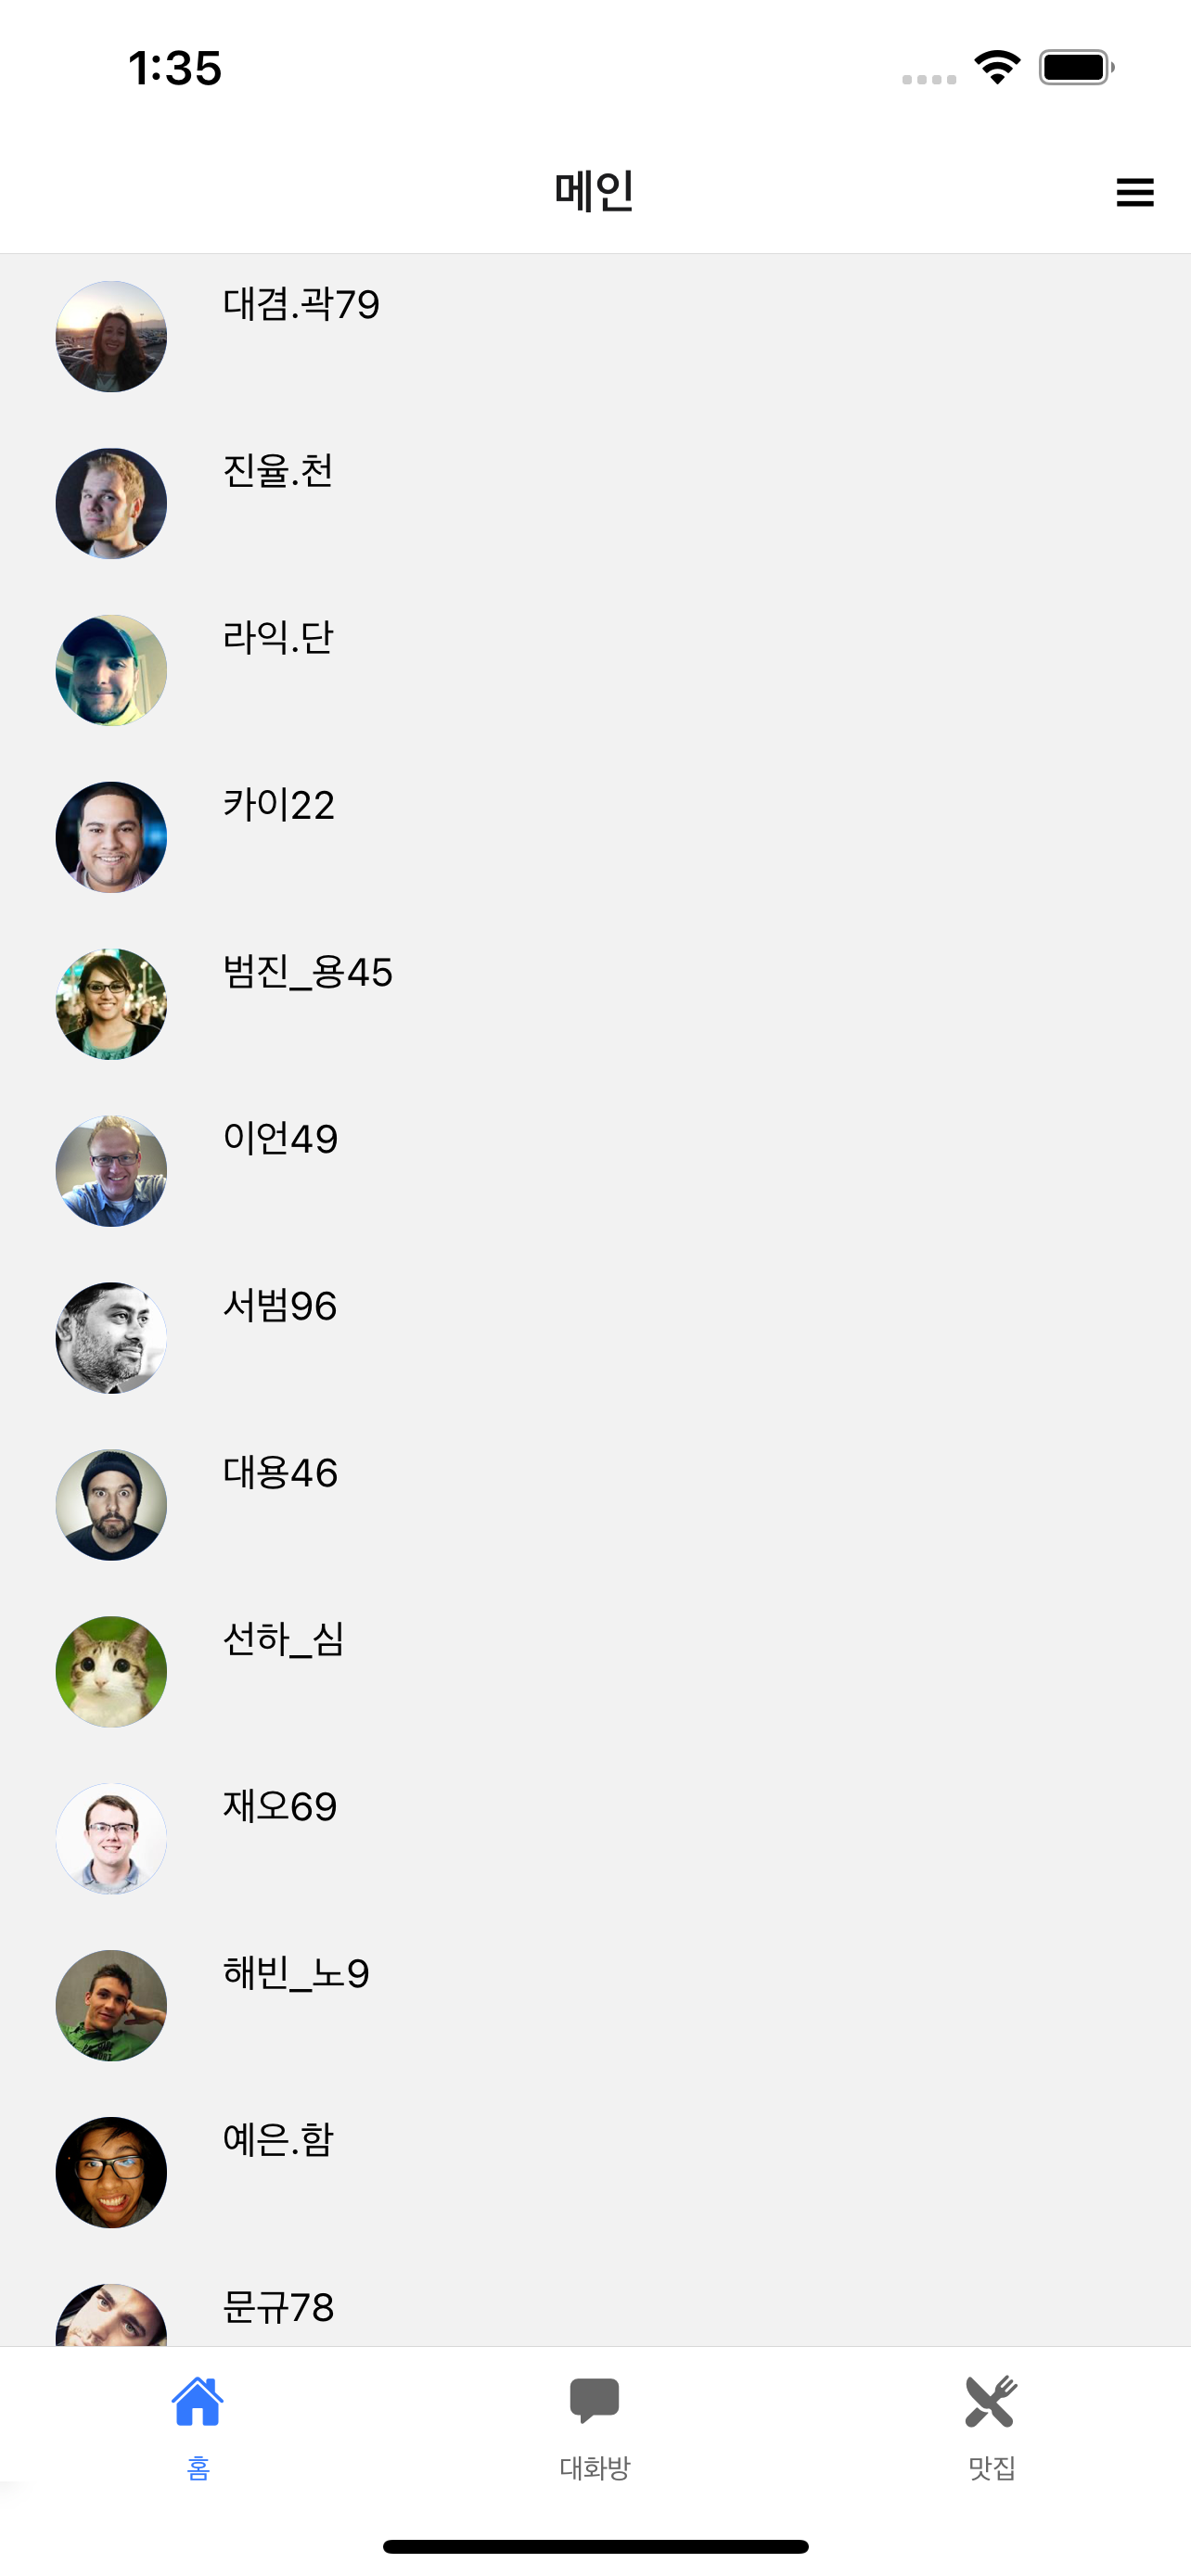 1:35
메인
대겸.곽79
진율.천
라익.단
카이22
범진_용45
이언49
서범96
대용46
선하_심
재오69
해빈_노9
예은.함
문규78
홈
대화방
맛집